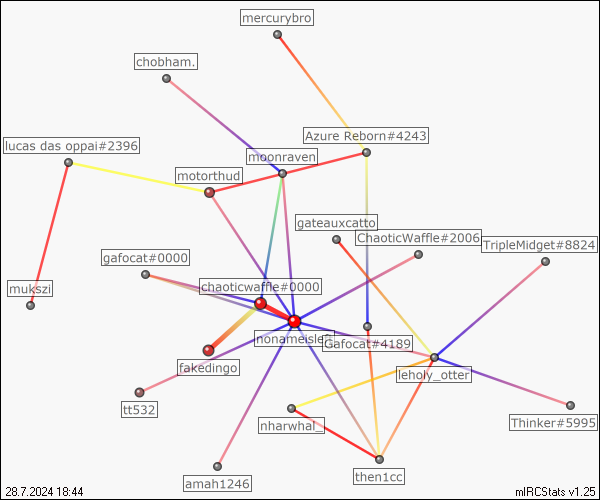 mercurybro
chobham.
Azure Reborn#4243
lucas das oppai#2396
moonraven
motorthud
gateauxcatto
ChaoticWaffle#2006
TripleMidget#8824
gafocat#0000
chaoticwaffle#0000
mukszi
Gafocat#4189
fakedingo
leholy_otter
tt532
nharwhal_
Thinker#5995
then1cc
amah1246
28.7.2024 18:44
mIRCStats v1.25